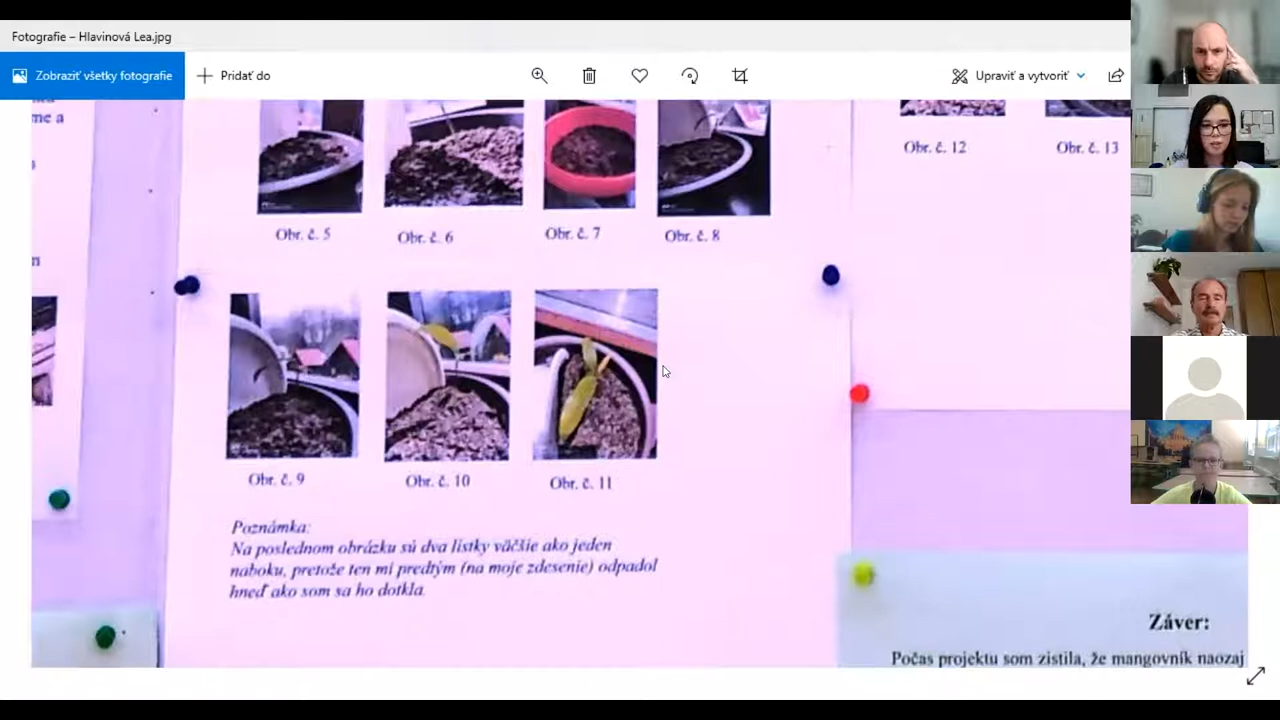 Fotografie – Hlavinová Lea.jpg
Zobraziť všetky fotografie
Pridať do
Upraviť a vytvoriť
me a
Obr. č. 12
Obr. č. 13
Obr. č. 5
Obr. č. 6
Obr. č. 7
Obr. č. 8
Obr. č. 9
Obr. č. 10
Obr. č. 11
Poznámka:
Na poslednom obrázku sú dva lístky väčšie ako jeden
naboku, pretože ten mi predtým (na moje zdesenie) odpadol
hneď ako som sa ho dotkla.
Záver:
Počas projektu som zistila, že mangovník naozaj